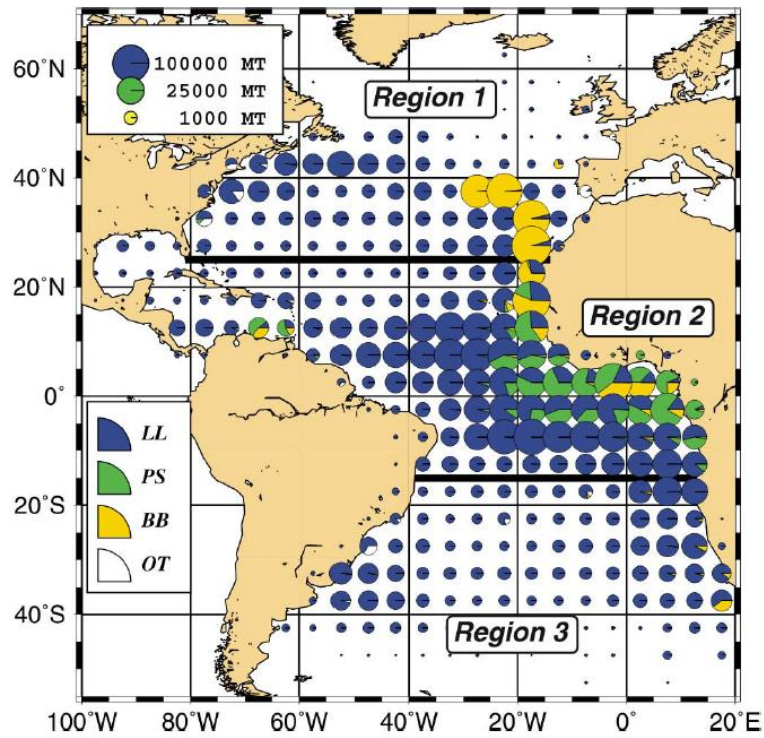 100000 MT
25000 MT
1000 MT
Region 1
Region 2
Region 3
LL
PS
BB
OT
60˚N
40˚N
20˚N
0˚
20˚S
40˚S
100˚W
80˚W
60˚W
40˚W
20˚W
0˚
20˚E